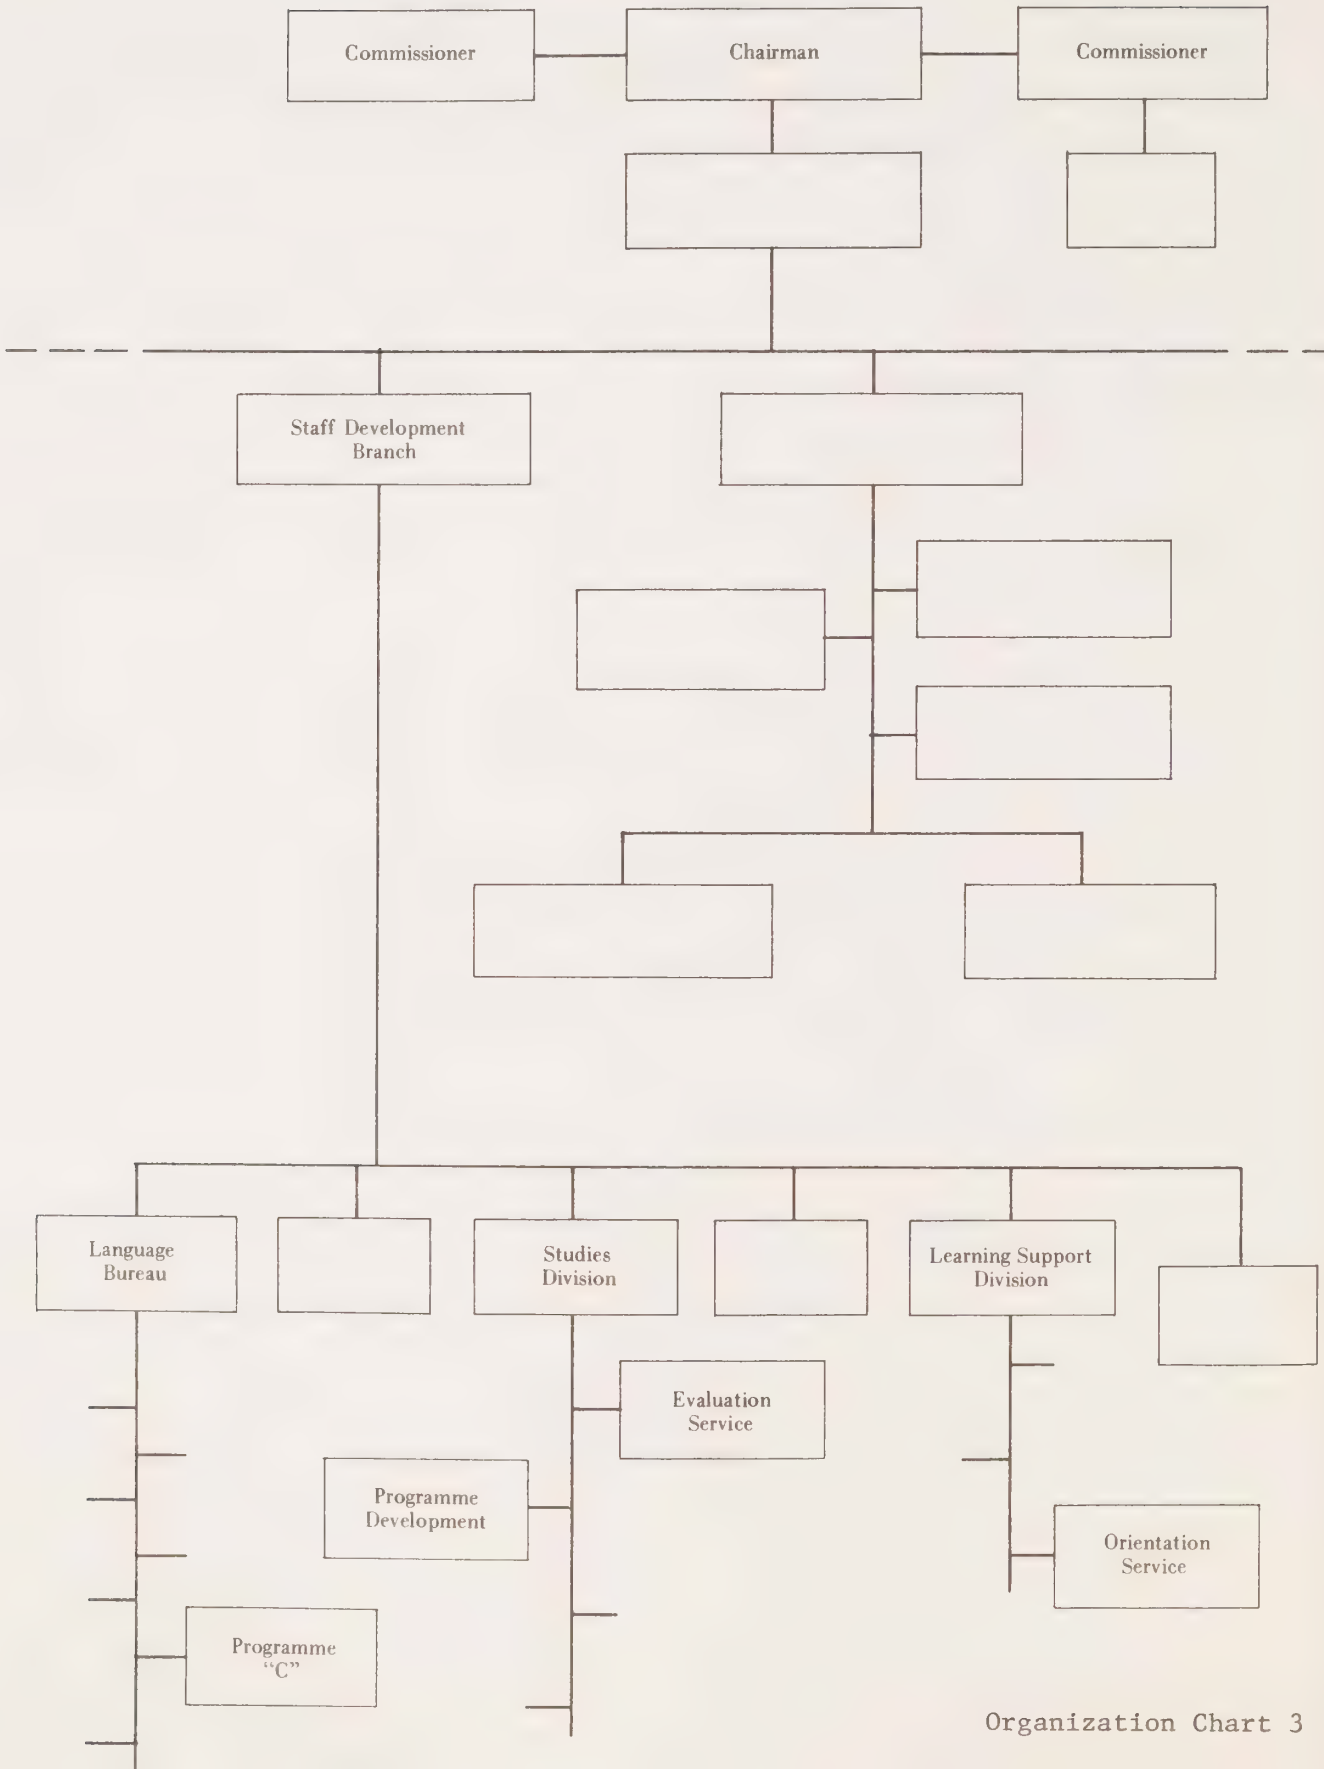 Commissioner
Chairman
Commissioner
Staff Development
Branch
Language
Bureau
Studies
Division
Learning Support
Division
Evaluation
Service
Programme
Development
Orientation
Service
Programme
“C”
Organization Chart 3